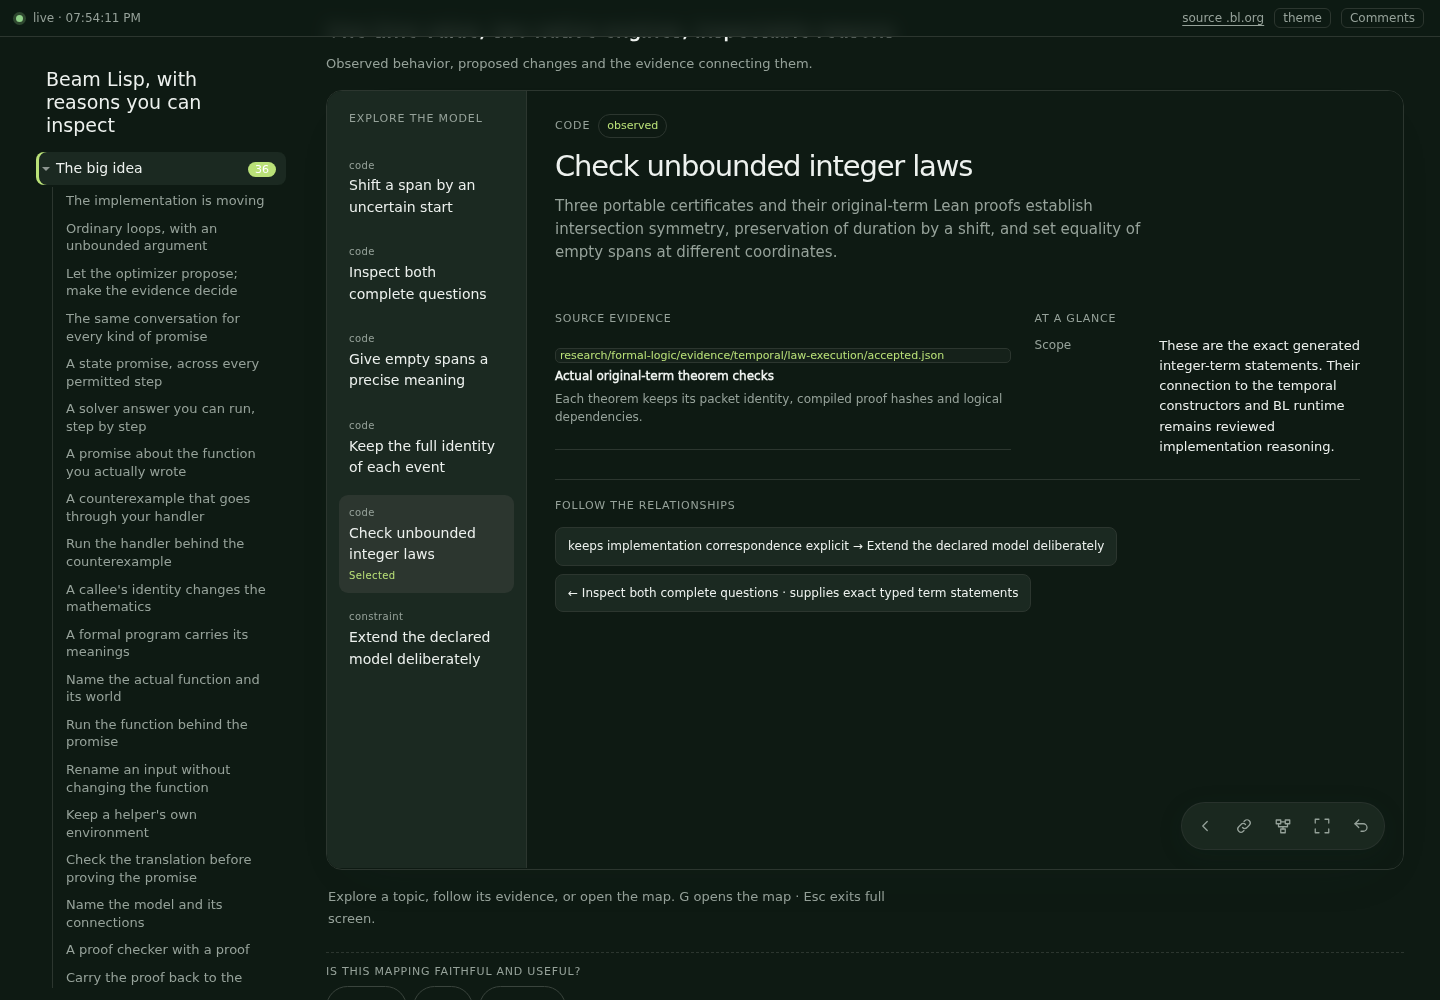 live · 07:54:11 PM
source .bl.org
theme
Comments
Beam Lisp, with
reasons you can
inspect
The big idea
36
The implementation is moving
Ordinary loops, with an
unbounded argument
Let the optimizer propose;
make the evidence decide
The same conversation for
every kind of promise
A state promise, across every
permitted step
A solver answer you can run,
step by step
A promise about the function
you actually wrote
A counterexample that goes
through your handler
Run the handler behind the
counterexample
A callee's identity changes the
mathematics
A formal program carries its
meanings
Name the actual function and
its world
Run the function behind the
promise
Rename an input without
changing the function
Keep a helper's own
environment
Check the translation before
proving the promise
Name the model and its
connections
A proof checker with a proof
Carry the proof back to the
Observed behavior, proposed changes and the evidence connecting them.
EXPLORE THE MODEL
code
Shift a span by an
uncertain start
code
Inspect both
complete questions
code
Give empty spans a
precise meaning
code
Keep the full identity
of each event
code
Check unbounded
integer laws
Selected
constraint
Extend the declared
model deliberately
CODE
observed
Check unbounded integer laws
Three portable certificates and their original-term Lean proofs establish
intersection symmetry, preservation of duration by a shift, and set equality of
empty spans at different coordinates.
SOURCE EVIDENCE
research/formal-logic/evidence/temporal/law-execution/accepted.json
Actual original-term theorem checks
Each theorem keeps its packet identity, compiled proof hashes and logical
dependencies.
AT A GLANCE
Scope
These are the exact generated
integer-term statements. Their
connection to the temporal
constructors and BL runtime
remains reviewed
implementation reasoning.
FOLLOW THE RELATIONSHIPS
keeps implementation correspondence explicit → Extend the declared model deliberately
← Inspect both complete questions · supplies exact typed term statements
Explore a topic, follow its evidence, or open the map. G opens the map · Esc exits full
screen.
IS THIS MAPPING FAITHFUL AND USEFUL?